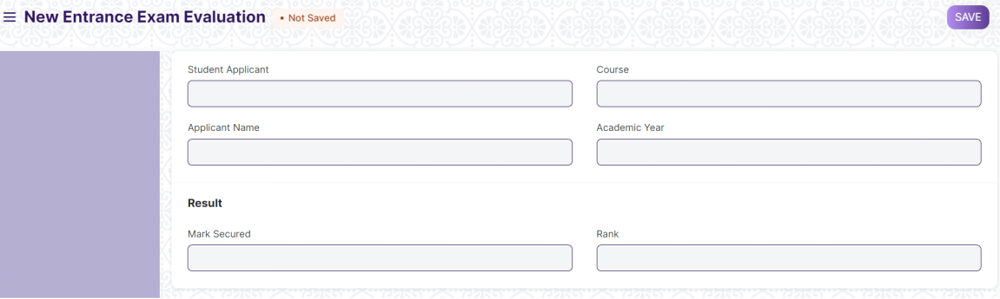 New Entrance Exam Evaluation • Not Saved SAVE
Student Applicant Course
Applicant Name Academic Year
Result
Mark Secured Rank